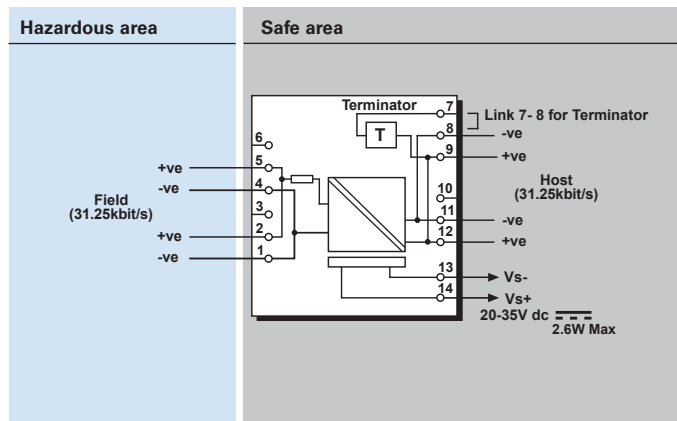 Hazardous area
Safe area
Terminator
7
Link 7- 8 for Terminator
T
8
-ve
6
9
+ve
5
+ve
-ve
4
10
Host
(31.25kbit/s)
Field
(31.25kbit/s)
3
11
-ve
2
+ve
12
+ve
1
-ve
13
Vs-
14
Vs+
20-35V dc
2.6W Max